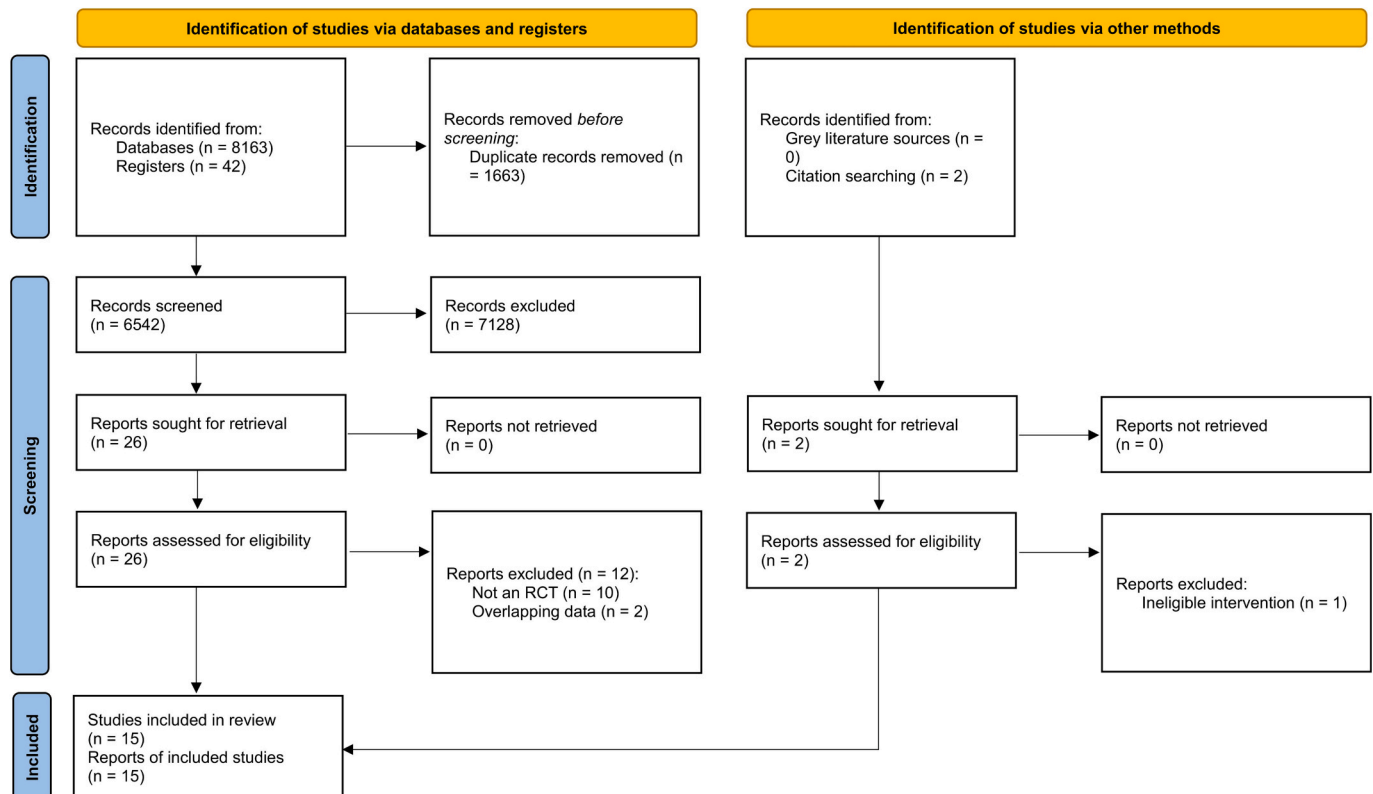 Identification of studies via databases and registers
Identification of studies via other methods
Identification
Records identified from:
Databases (n = 8163)
Registers (n = 42)
Records removed before
screening:
Duplicate records removed (n
= 1663)
Records identified from:
Grey literature sources (n =
0)
Citation searching (n = 2)
Screening
Records screened
(n = 6542)
Records excluded
(n = 7128)
Reports sought for retrieval
(n = 26)
Reports not retrieved
(n = 0)
Reports sought for retrieval
(n = 2)
Reports not retrieved
(n = 0)
Reports assessed for eligibility
(n = 26)
Reports excluded (n = 12):
Not an RCT (n = 10)
Overlapping data (n = 2)
Reports assessed for eligibility
(n = 2)
Reports excluded:
Ineligible intervention (n = 1)
Included
Studies included in review
(n = 15)
Reports of included studies
(n = 15)